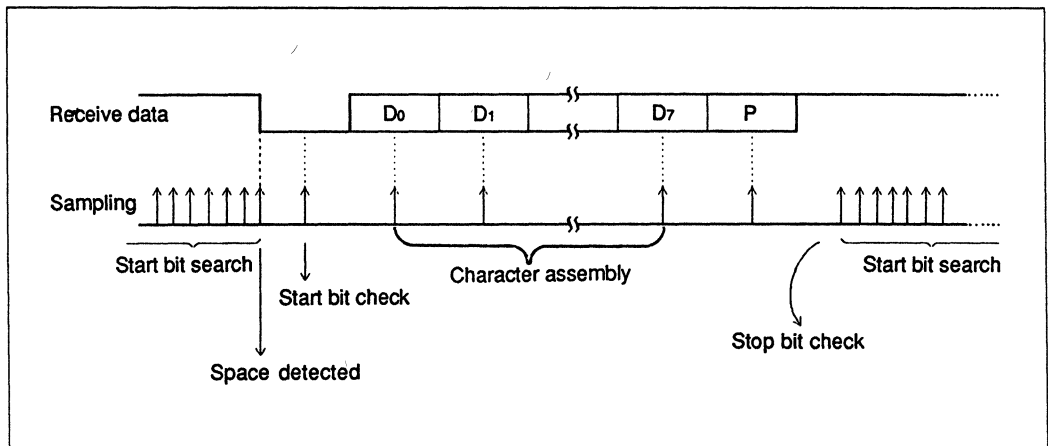 Receive data
D0 D1 D7 P
Sampling
Start bit search
Character assembly
Start bit search
Start bit check
Stop bit check
Space detected